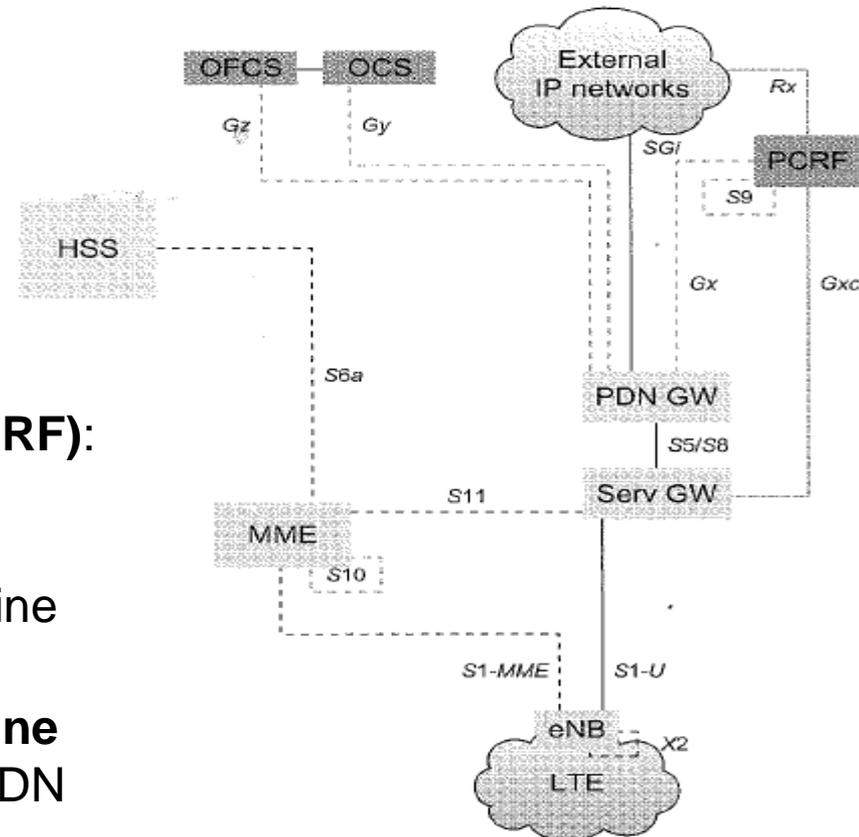 OFCS
OCS
External
IP networks
Rx
Gz
Gy
SGi
PCRF
S9
HSS
Gx
Gxc
S6a
PDN GW
RF):
S5/S8
S11
Serv GW
MME
S10
ine
S1-MME
S1-U
ne
eNB
X2
DN
LTE